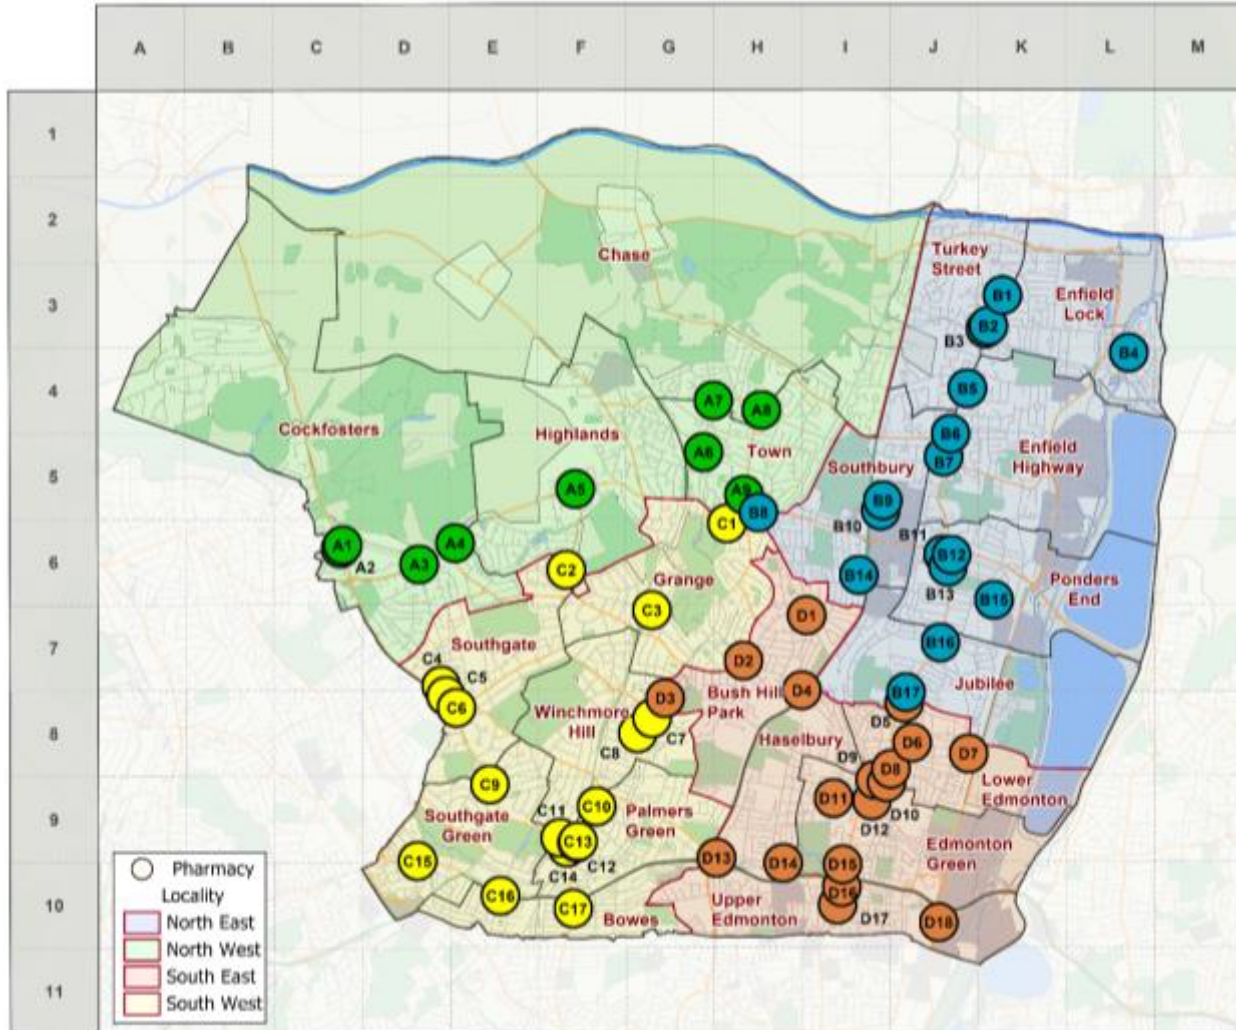 A B C D E F G H I J K L M
1
2
3
4
5
6
7
8
9
10
11
Chase
Turkey
Street
Enfield
Lock
B1
B2
B3
B4
B5
A7
A8
Cockfosters
Highlands
Town
A6
B6
B7
Enfield
Highway
Southbury
A5
A9
B8
B9
C1
B10
B11
A1
A2
A3
A4
C2
Grange
B12
B13
B14
B15
Ponders
End
C3
D1
Southgate
B16
C4
C5
C6
D2
D3
Bush Hill
Park
D4
B17
Jubilee
D5
Winchmore
Hill
C8
C7
Haselbury
D6
D7
D9
D8
Lower
Edmonton
C9
D11
D10
D12
Southgate
Green
C11
C10
Palmers
Green
C13
C12
C14
Edmonton
Green
C15
D13
D14
D15
D16
D17
C16
C17
Bowes
Upper
Edmonton
D18
Pharmacy
Locality
North East
North West
South East
South West